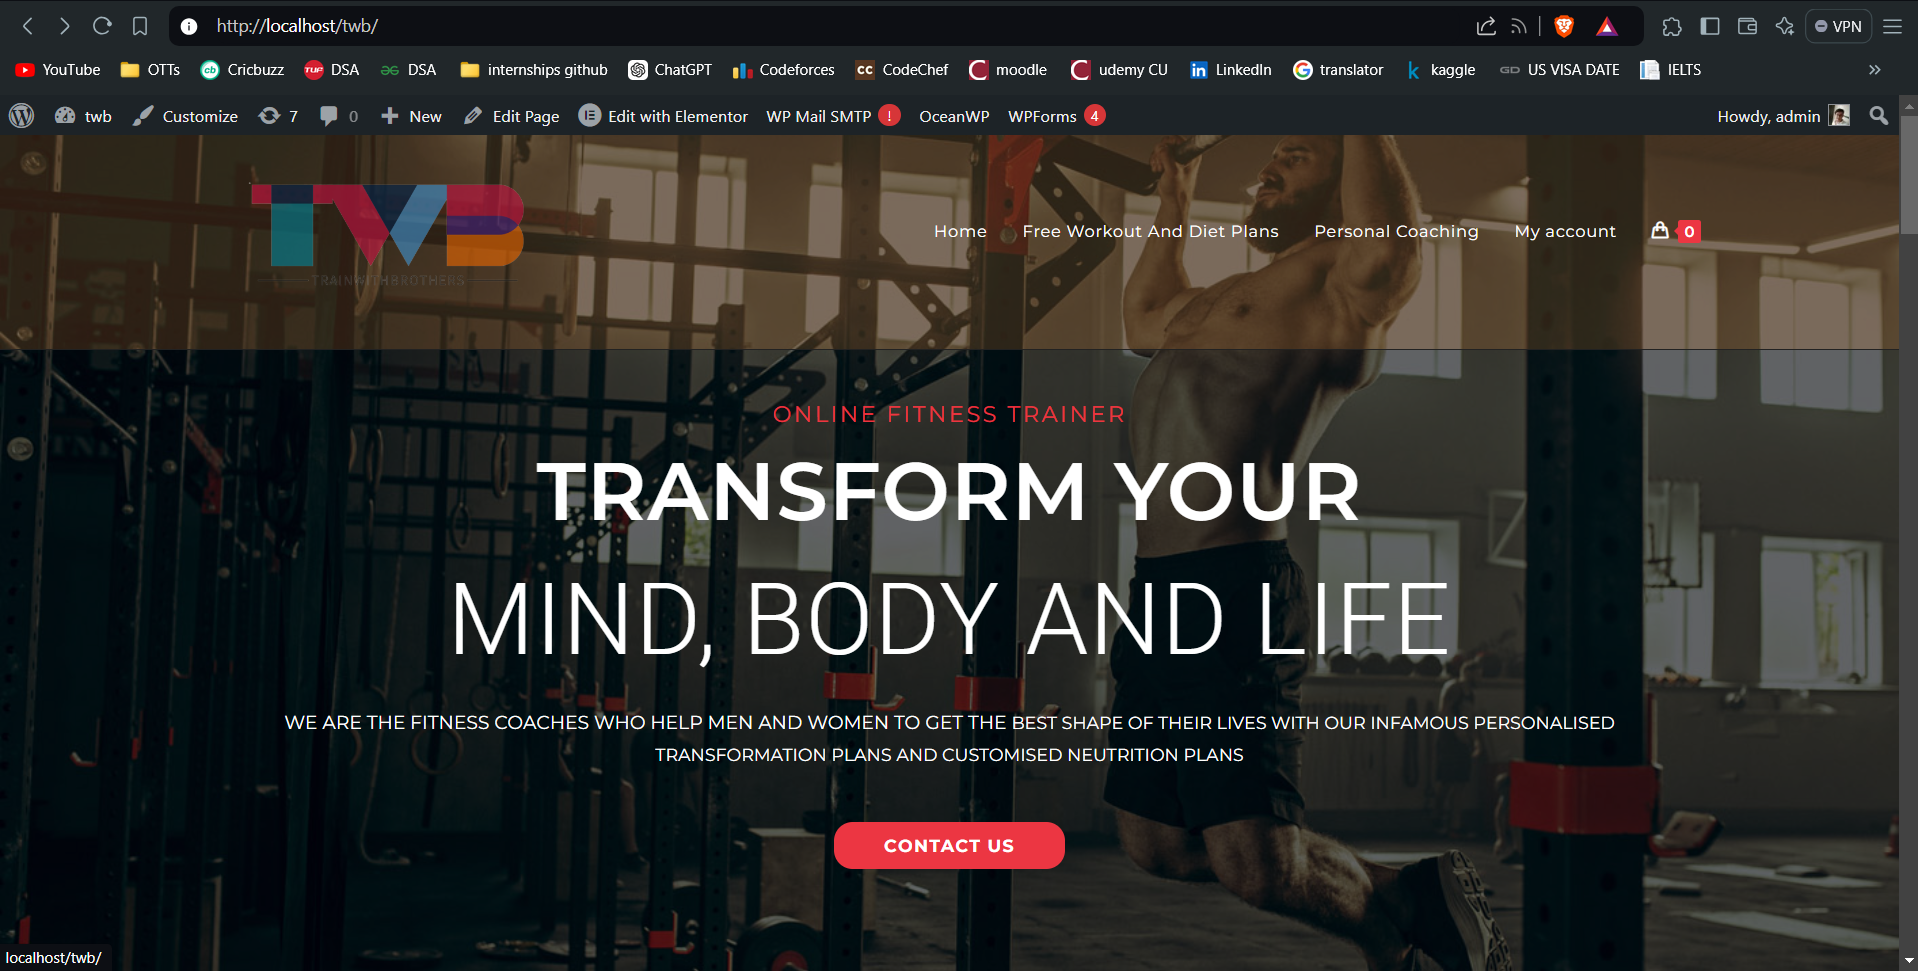 http://localhost/twb/
VPN
YouTube OTTs Cricbuzz DSA DSA internships github ChatGPT Codeforces CodeChef moodle udemy CU LinkedIn translator kaggle US VISA DATE IELTS
twb Customize 7 0 New Edit Page Edit with Elementor WP Mail SMTP ! OceanWP WPForms 4 Howdy, admin
TWB
TRAINWITHBROTHERS
Home Free Workout And Diet Plans Personal Coaching My account 0
ONLINE FITNESS TRAINER
TRANSFORM YOUR
MIND, BODY AND LIFE
WE ARE THE FITNESS COACHES WHO HELP MEN AND WOMEN TO GET THE BEST SHAPE OF THEIR LIVES WITH OUR INFAMOUS PERSONALISED
TRANSFORMATION PLANS AND CUSTOMISED NEUTRITION PLANS
CONTACT US
localhost/twb/